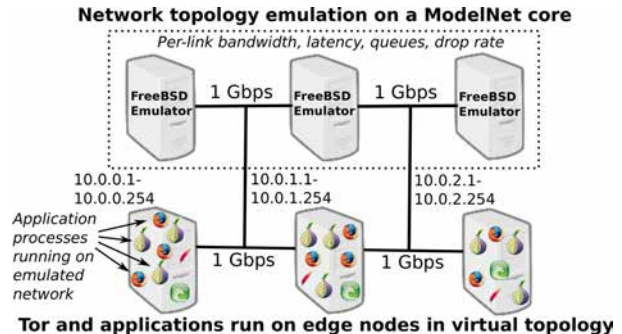 Network topology emulation on a ModelNet core
Per-link bandwidth, latency, queues, drop rate
1 Gbps
1 Gbps
FreeBSD
Emulator
FreeBSD
Emulator
FreeBSD
Emulator
10.0.0.1-
10.0.0.254
10.0.1.1-
10.0.1.254
10.0.2.1-
10.0.2.254
Application
processes
running on
emulated
network
1 Gbps
1 Gbps
Tor and applications run on edge nodes in virtual topology